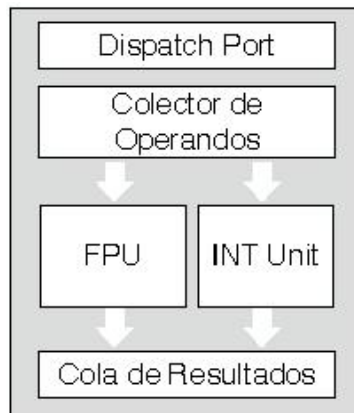 Dispatch Port
Colector de
Operandos
FPU
INT Unit
Cola de Resultados